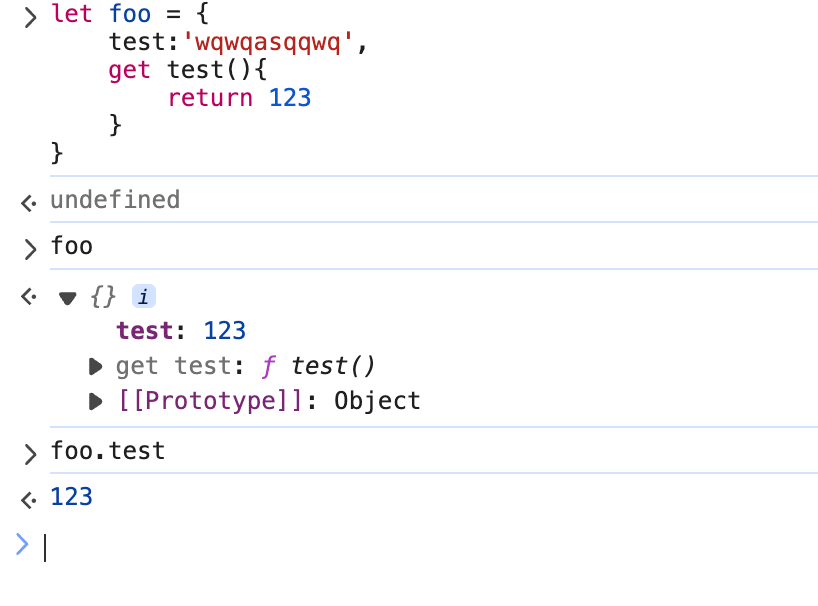 let foo = {
test:'wqwqasqqwq',
get test(){
return 123
}
}
undefined
foo
{} i
test: 123
get test: ƒ test()
[[Prototype]]: Object
foo.test
123